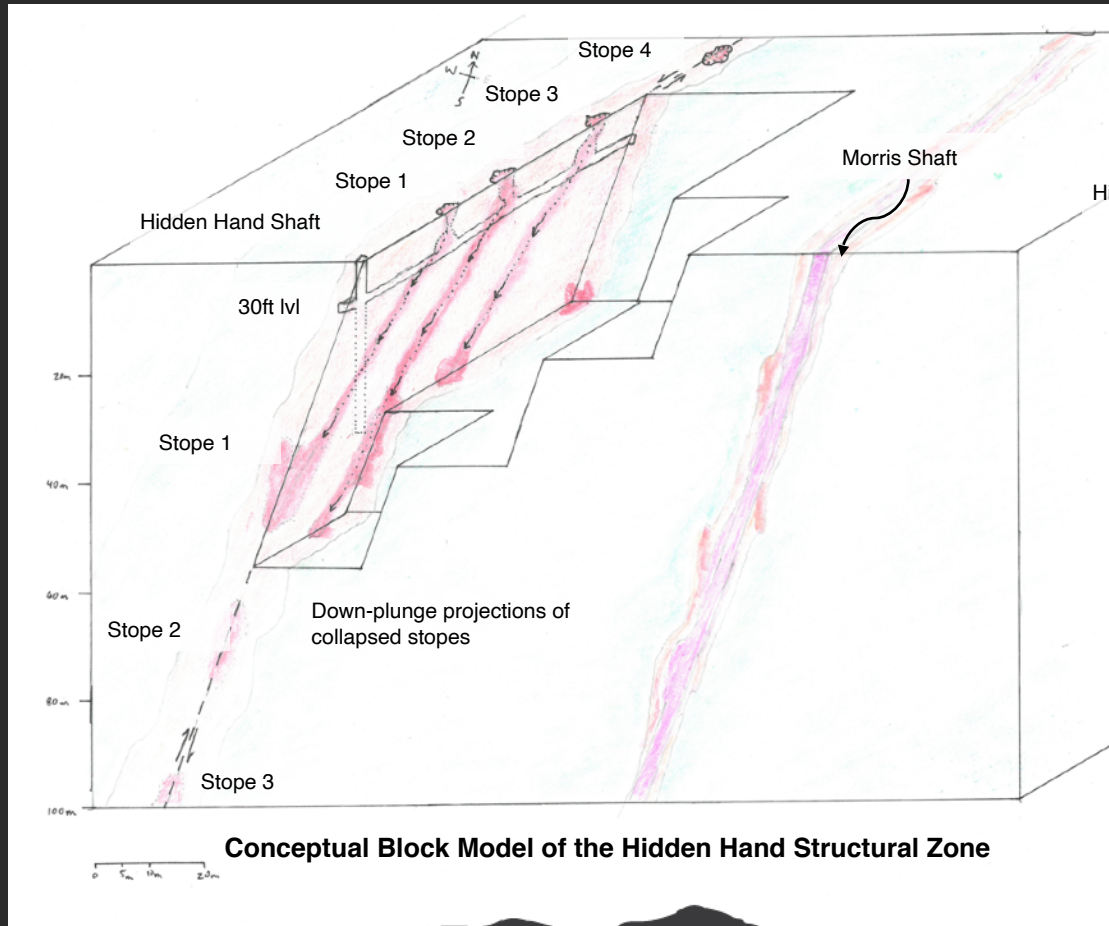 Stope 4
N
W E
S
Stope 3
Stope 2
Stope 1
Morris Shaft
Hi
Hidden Hand Shaft
30ft lvl
20m
Stope 1
40m
60m
Down-plunge projections of
collapsed stopes
Stope 2
80m
Stope 3
100m
Conceptual Block Model of the Hidden Hand Structural Zone
0 5m 10m 20m